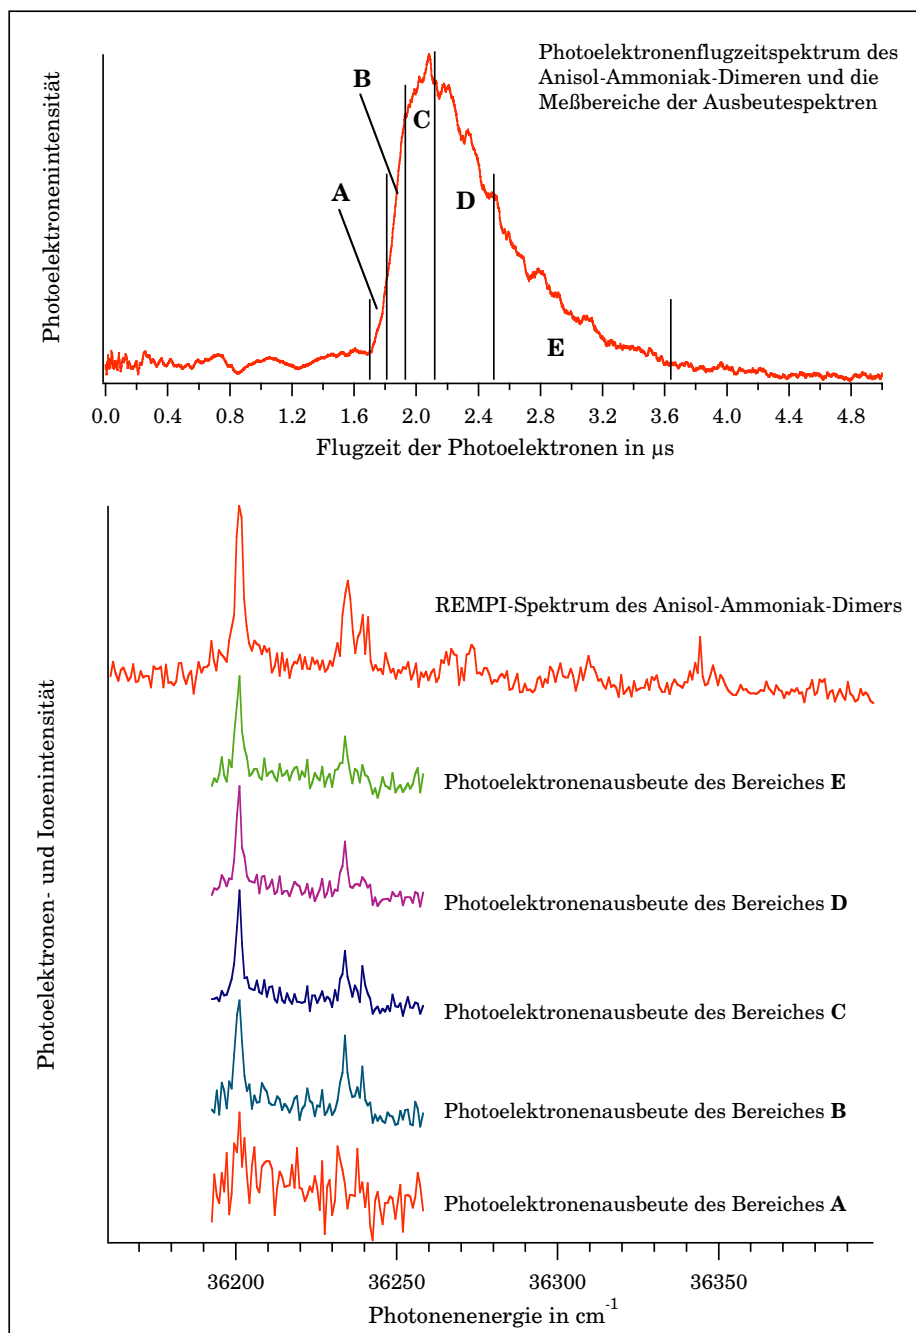 Photoelektronenflugzeitspektrum des
Anisol-Ammoniak-Dimeren und die
Meßbereiche der Ausbeutespektren
Photoelektronenintensität
A
B
C
D
E
0.0 0.4 0.8 1.2 1.6 2.0 2.4 2.8 3.2 3.6 4.0 4.4 4.8
Flugzeit der Photoelektronen in µs
Photoelektronen- und Ionenintensität
REMPI-Spektrum des Anisol-Ammoniak-Dimers
Photoelektronenausbeute des Bereiches E
Photoelektronenausbeute des Bereiches D
Photoelektronenausbeute des Bereiches C
Photoelektronenausbeute des Bereiches B
Photoelektronenausbeute des Bereiches A
36200 36250 36300 36350
Photonenenergie in cm⁻¹